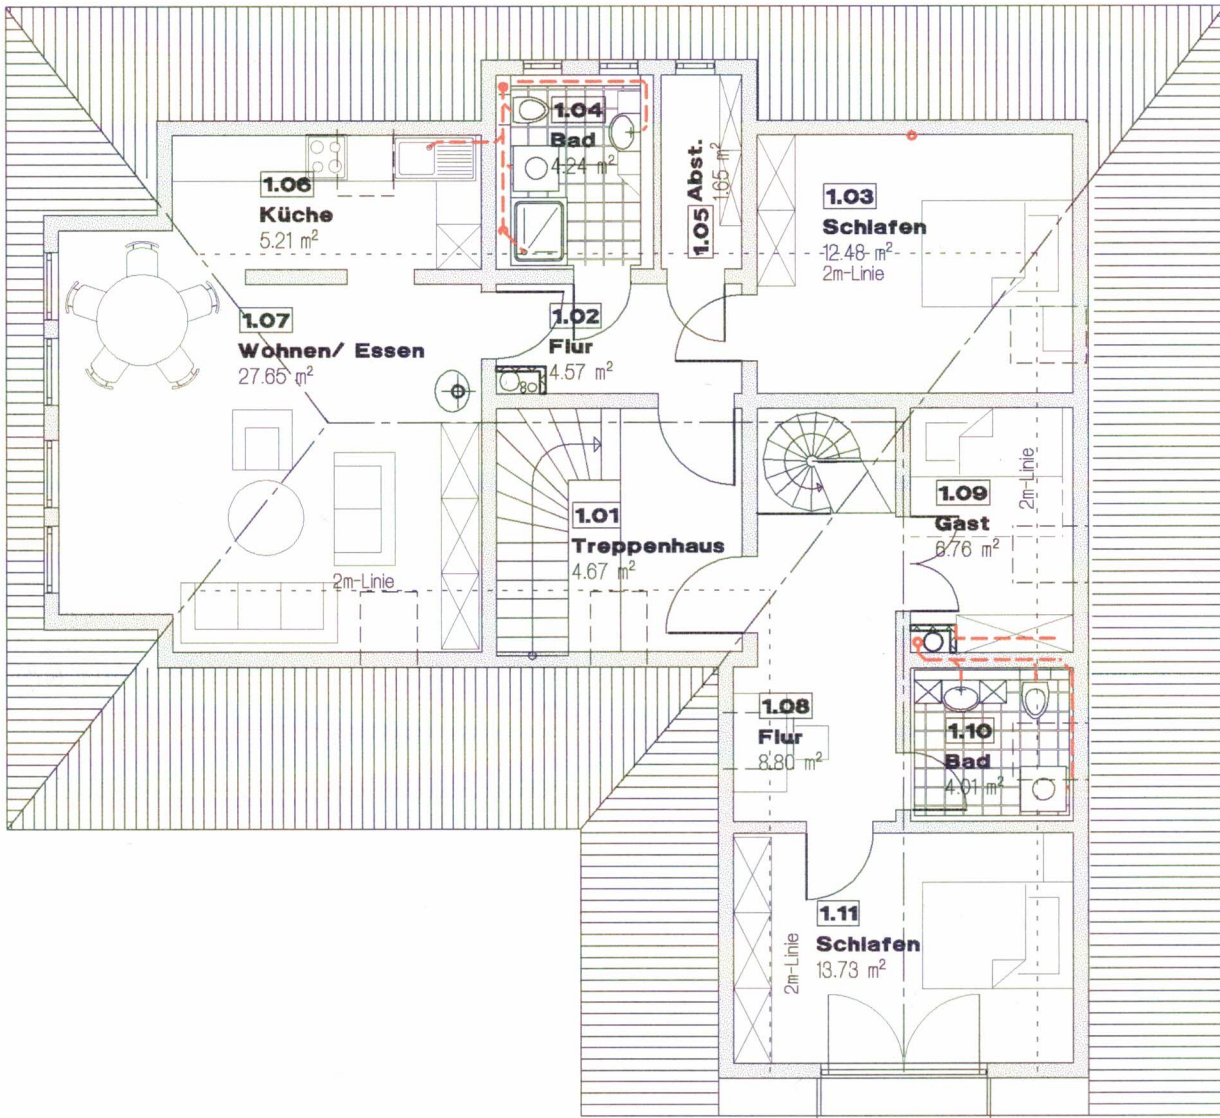 1.04
Bad
4.24 m²
1.05 Abst.
1.65 m²
1.06
Küche
5.21 m²
1.03
Schlafen
12.48 m²
2m-Linie
1.07
Wohnen/ Essen
27.65 m²
1.02
Flur
4.57 m²
80
2m-Linie
1.09
Gast
6.76 m²
1.01
Treppenhaus
4.67 m²
2m-Linie
1.08
Flur
8.80 m²
1.10
Bad
4.01 m²
1.11
Schlafen
13.73 m²
2m-Linie